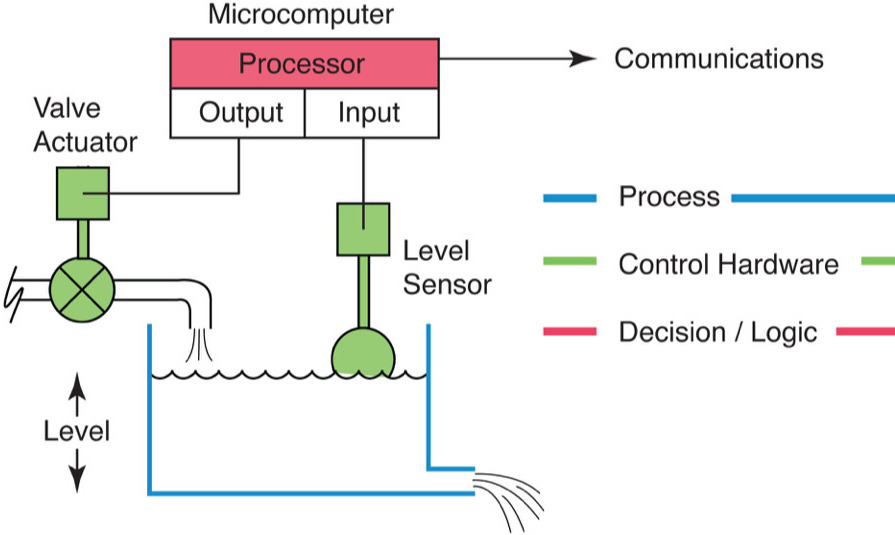 Microcomputer
Processor
Communications
Output
Input
Valve
Actuator
Process
Level
Sensor
Control Hardware
Decision / Logic
Level